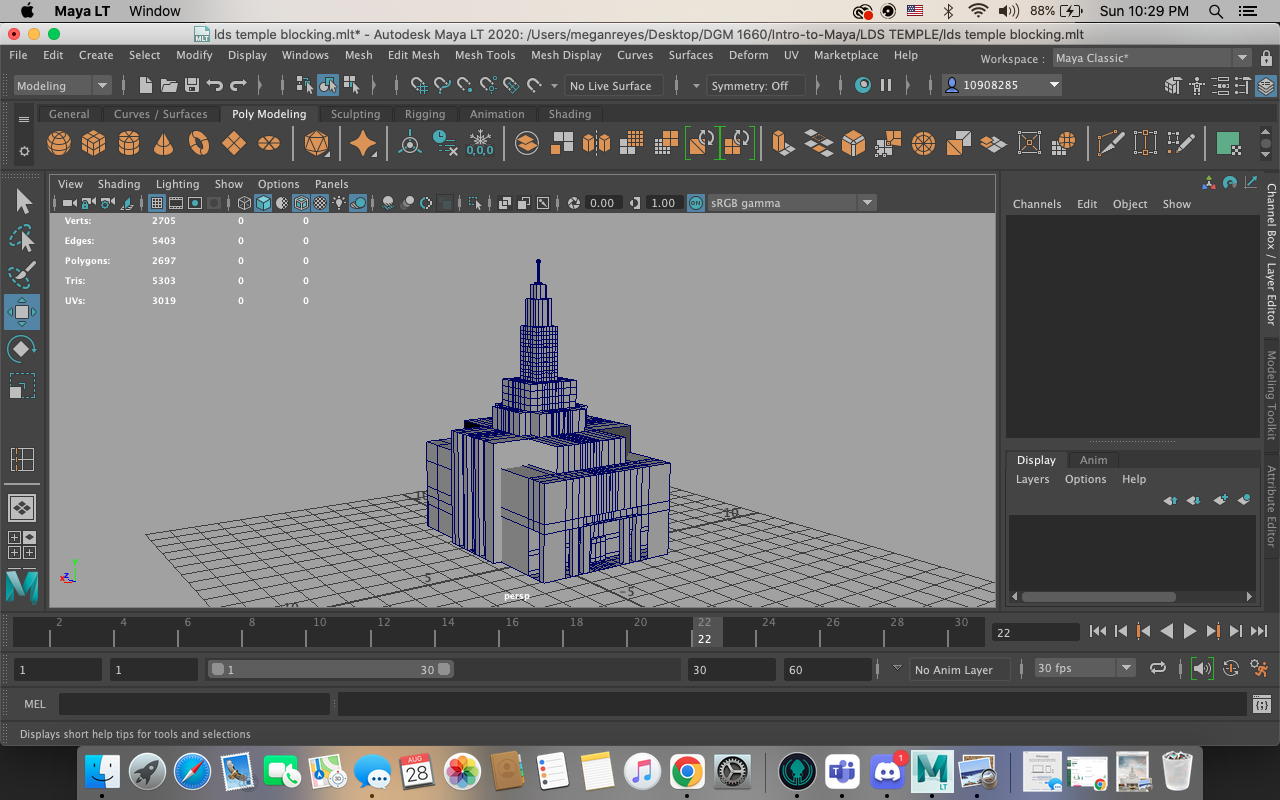 Maya LT Window 88% Sun 10:29 PM
MLT lds temple blocking.mlt* - Autodesk Maya LT 2020: /Users/meganreyes/Desktop/DGM 1660/Intro-to-Maya/LDS TEMPLE/lds temple blocking.mlt
File Edit Create Select Modify Display Windows Mesh Edit Mesh Mesh Tools Mesh Display Curves Surfaces Deform UV Arnold Help Workspace : Maya Classic*
Modeling No Live Surface Symmetry: Off 10908285
General Curves / Surfaces Poly Modeling Sculpting Rigging Animation Shading
0,0,0
View Shading Lighting Show Options Panels
0.00 1.00 ON sRGB gamma
Channels Edit Object Show
Verts: 2705 0 0
Edges: 5403 0 0
Polygons: 2697 0 0
Tris: 5303 0 0
UVs: 3019 0 0
Channel Box / Layer Editor
Modeling Toolkit
Attribute Editor
Display Anim
Layers Options Help
10
5
-5
10
persp
2 4 6 8 10 12 14 16 18 20 22 24 26 28 30
22
22
1 1 1 30 30 60 No Anim Layer 30 fps
MEL
Displays short help tips for tools and selections
AUG
28
1
LT